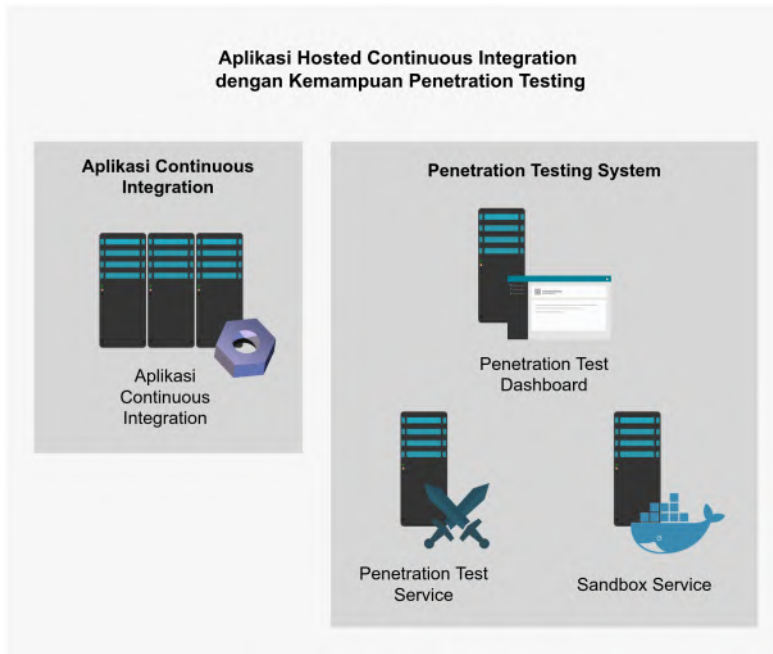 Aplikasi Hosted Continuous Integration
dengan Kemampuan Penetration Testing
Aplikasi Continuous
Integration
Aplikasi
Continuous
Integration
Penetration Testing System
Penetration Test
Dashboard
Penetration Test
Service
Sandbox Service